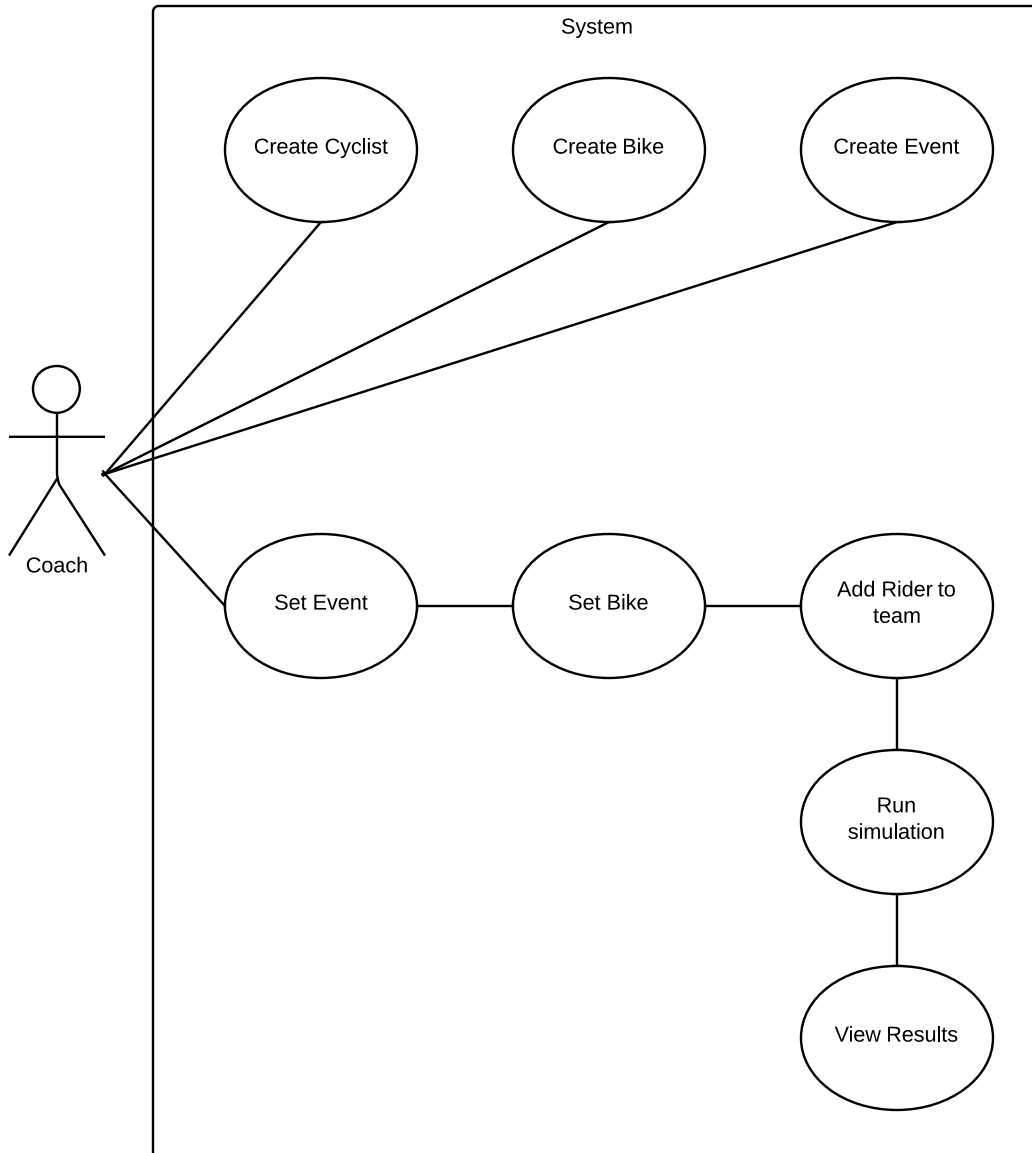 System
Create Cyclist
Create Bike
Create Event
Coach
Set Event
Set Bike
Add Rider to
team
Run
simulation
View Results